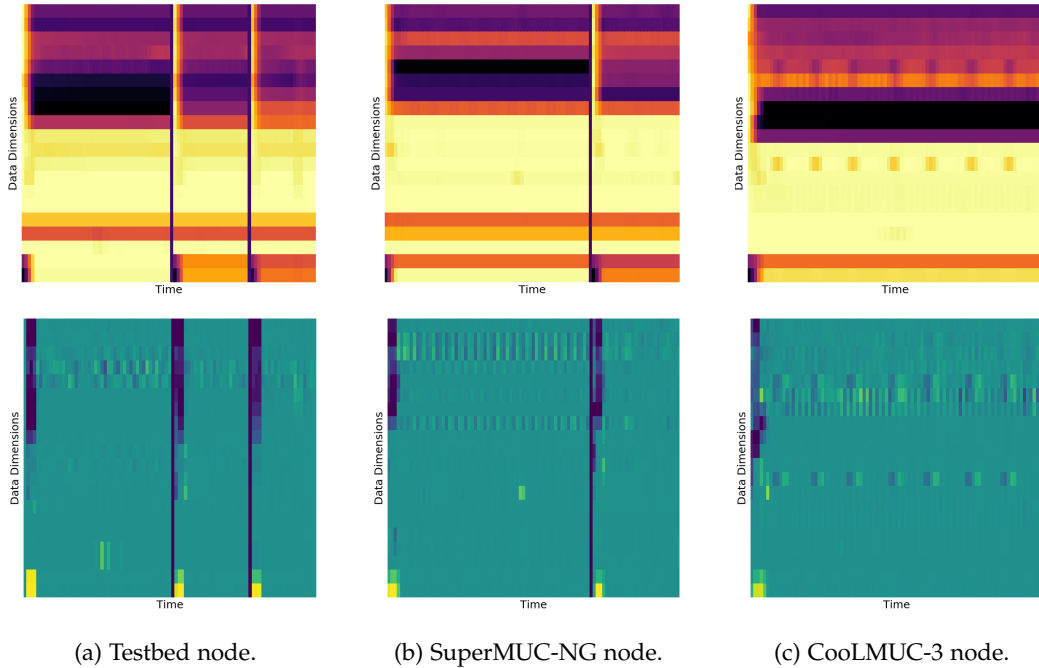 Data Dimensions
Time
Data Dimensions
Time
Data Dimensions
Time
Data Dimensions
Time
Data Dimensions
Time
Data Dimensions
Time
(a) Testbed node.
(b) SuperMUC-NG node.
(c) CooLMUC-3 node.